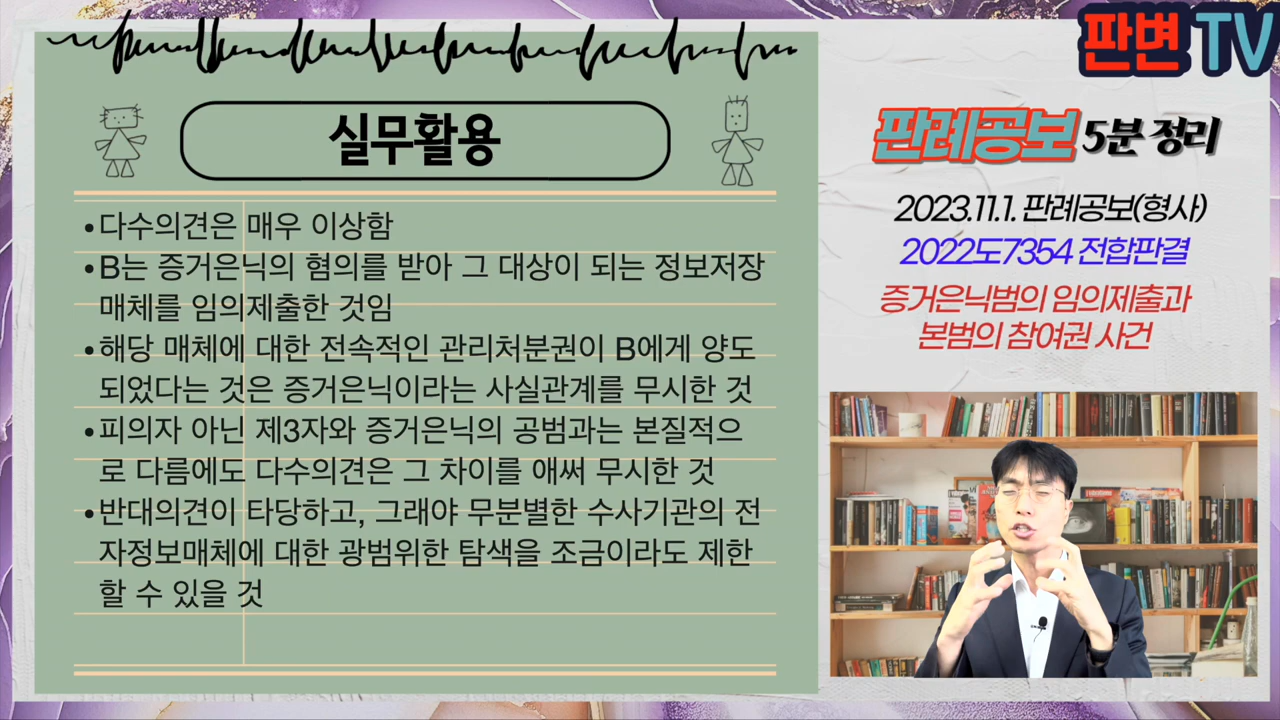 판변 TV
실무활용
•다수의견은 매우 이상함
•B는 증거은닉의 혐의를 받아 그 대상이 되는 정보저장
매체를 임의제출한 것임
•해당 매체에 대한 전속적인 관리처분권이 B에게 양도
되었다는 것은 증거은닉이라는 사실관계를 무시한 것
•피의자 아닌 제3자와 증거은닉의 공범과는 본질적으
로 다름에도 다수의견은 그 차이를 애써 무시한 것
•반대의견이 타당하고, 그래야 무분별한 수사기관의 전
자정보매체에 대한 광범위한 탐색을 조금이라도 제한
할 수 있을 것
판례공보 5분 정리
2023.11.1. 판례공보(형사)
2022도7354 전합판결
증거은닉범의 임의제출과
본범의 참여권 사건